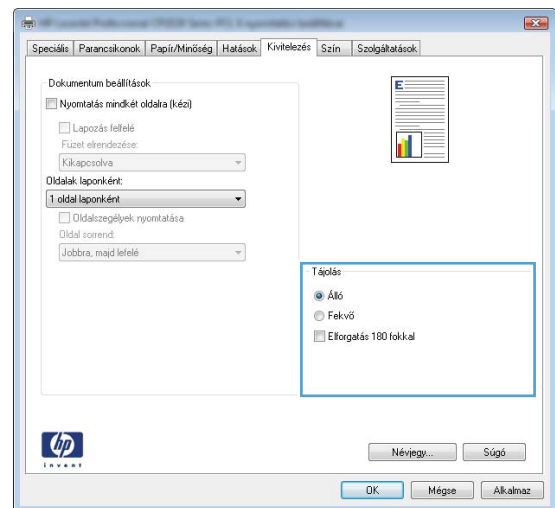 Speciális Parancsikonok Papír/Minőség Hatások Kivitelezés Szín Szolgáltatások
Dokumentum beállítások
Nyomtatás mindkét oldalra (kézi)
Lapozás felfelé
Füzet elrendezése:
Kikapcsolva
Oldalak laponként:
1 oldal laponként
Oldalszegélyek nyomtatása
Oldal sorrend:
Jobbra, majd lefelé
E
Tájolás
Álló
Fekvő
Elforgatás 180 fokkal
hp
invent
Névjegy... Súgó
OK Mégse Alkalmaz